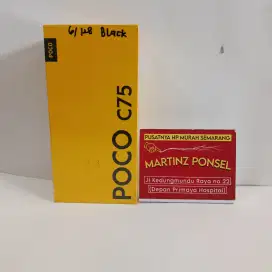 6/128 Black
POCO
POCO C75
PUSATNYA HP MURAH SEMARANG
MARTINZ PONSEL
Jl Kedungmundu Raya no 22
(Depan Primaya Hospital)